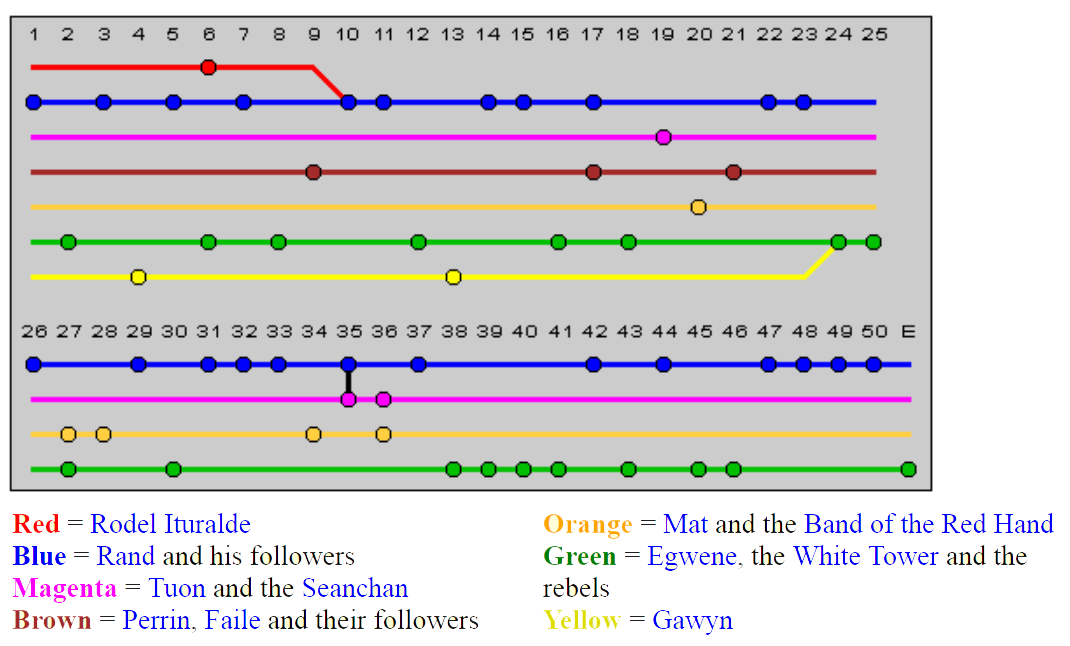 1 2 3 4 5 6 7 8 9 10 11 12 13 14 15 16 17 18 19 20 21 22 23 24 25
26 27 28 29 30 31 32 33 34 35 36 37 38 39 40 41 42 43 44 45 46 47 48 49 50 E
Red = Rodel Ituralde
Blue = Rand and his followers
Magenta = Tuon and the Seanchan
Brown = Perrin, Faile and their followers
Orange = Mat and the Band of the Red Hand
Green = Egwene, the White Tower and the
rebels
Yellow = Gawyn